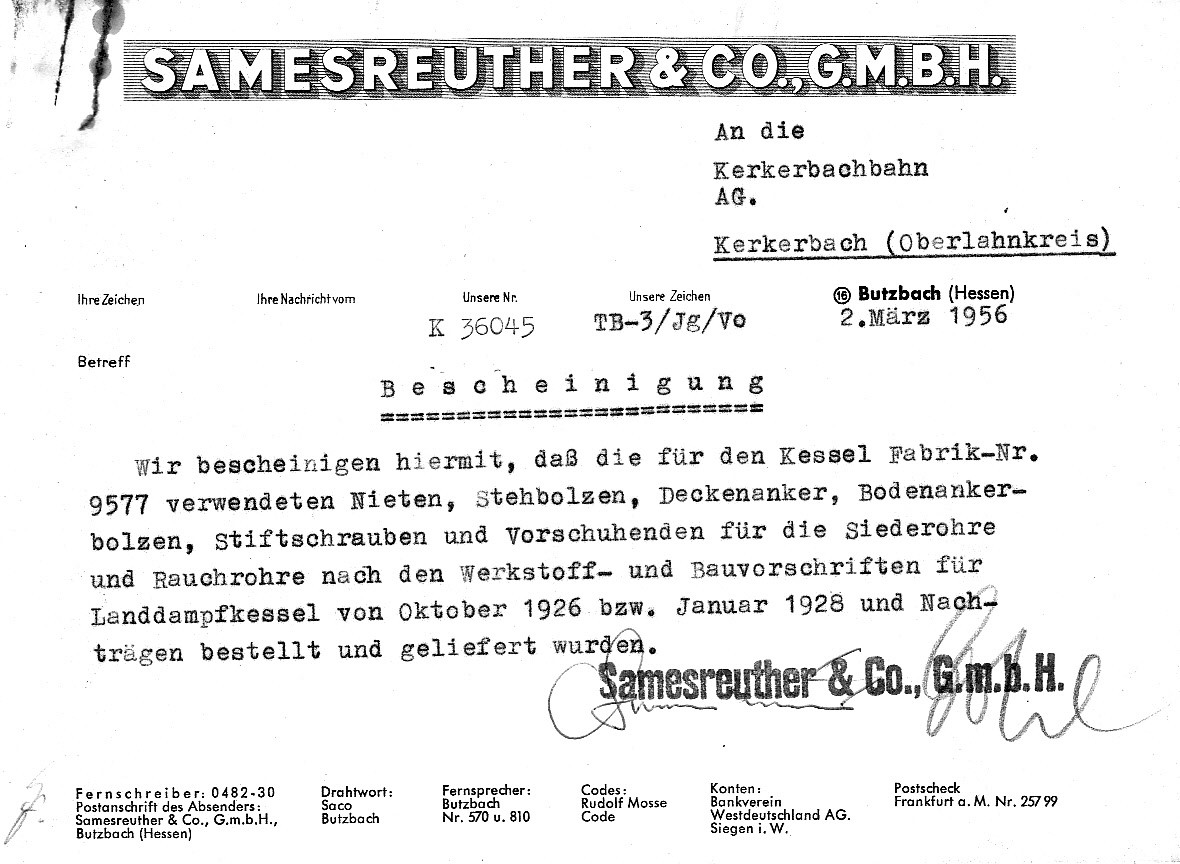 SAMESREUTHER & CO., G.M.B.H.
An die
Kerkerbachbahn
AG.
Kerkerbach (Oberlahnkreis)
Ihre Zeichen Ihre Nachricht vom Unsere Nr. Unsere Zeichen (16) Butzbach (Hessen)
K 36045 TB-3/Jg/Vo 2.März 1956
Betreff
B e s c h e i n i g u n g
=========================
Wir bescheinigen hiermit, daß die für den Kessel Fabrik-Nr.
9577 verwendeten Nieten, Stehbolzen, Deckenanker, Bodenanker-
bolzen, Stiftschrauben und Vorschuhenden für die Siederohre
und Rauchrohre nach den Werkstoff- und Bauvorschriften für
Landdampfkessel von Oktober 1926 bzw. Januar 1928 und Nach-
trägen bestellt und geliefert wurden.
Samesreuther & Co., G.m.b.H.
Fernschreiber: 0482-30
Postanschrift des Absenders:
Samesreuther & Co., G.m.b.H.,
Butzbach (Hessen)
Drahtwort:
Saco
Butzbach
Fernsprecher:
Butzbach
Nr. 570 u. 810
Codes:
Rudolf Mosse
Code
Konten:
Bankverein
Westdeutschland AG.
Siegen i. W.
Postscheck
Frankfurt a. M. Nr. 257 99